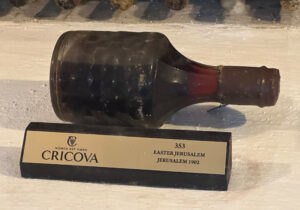 CRICOVA
353
EASTER JERUSALEM
JERUSALEM 1902